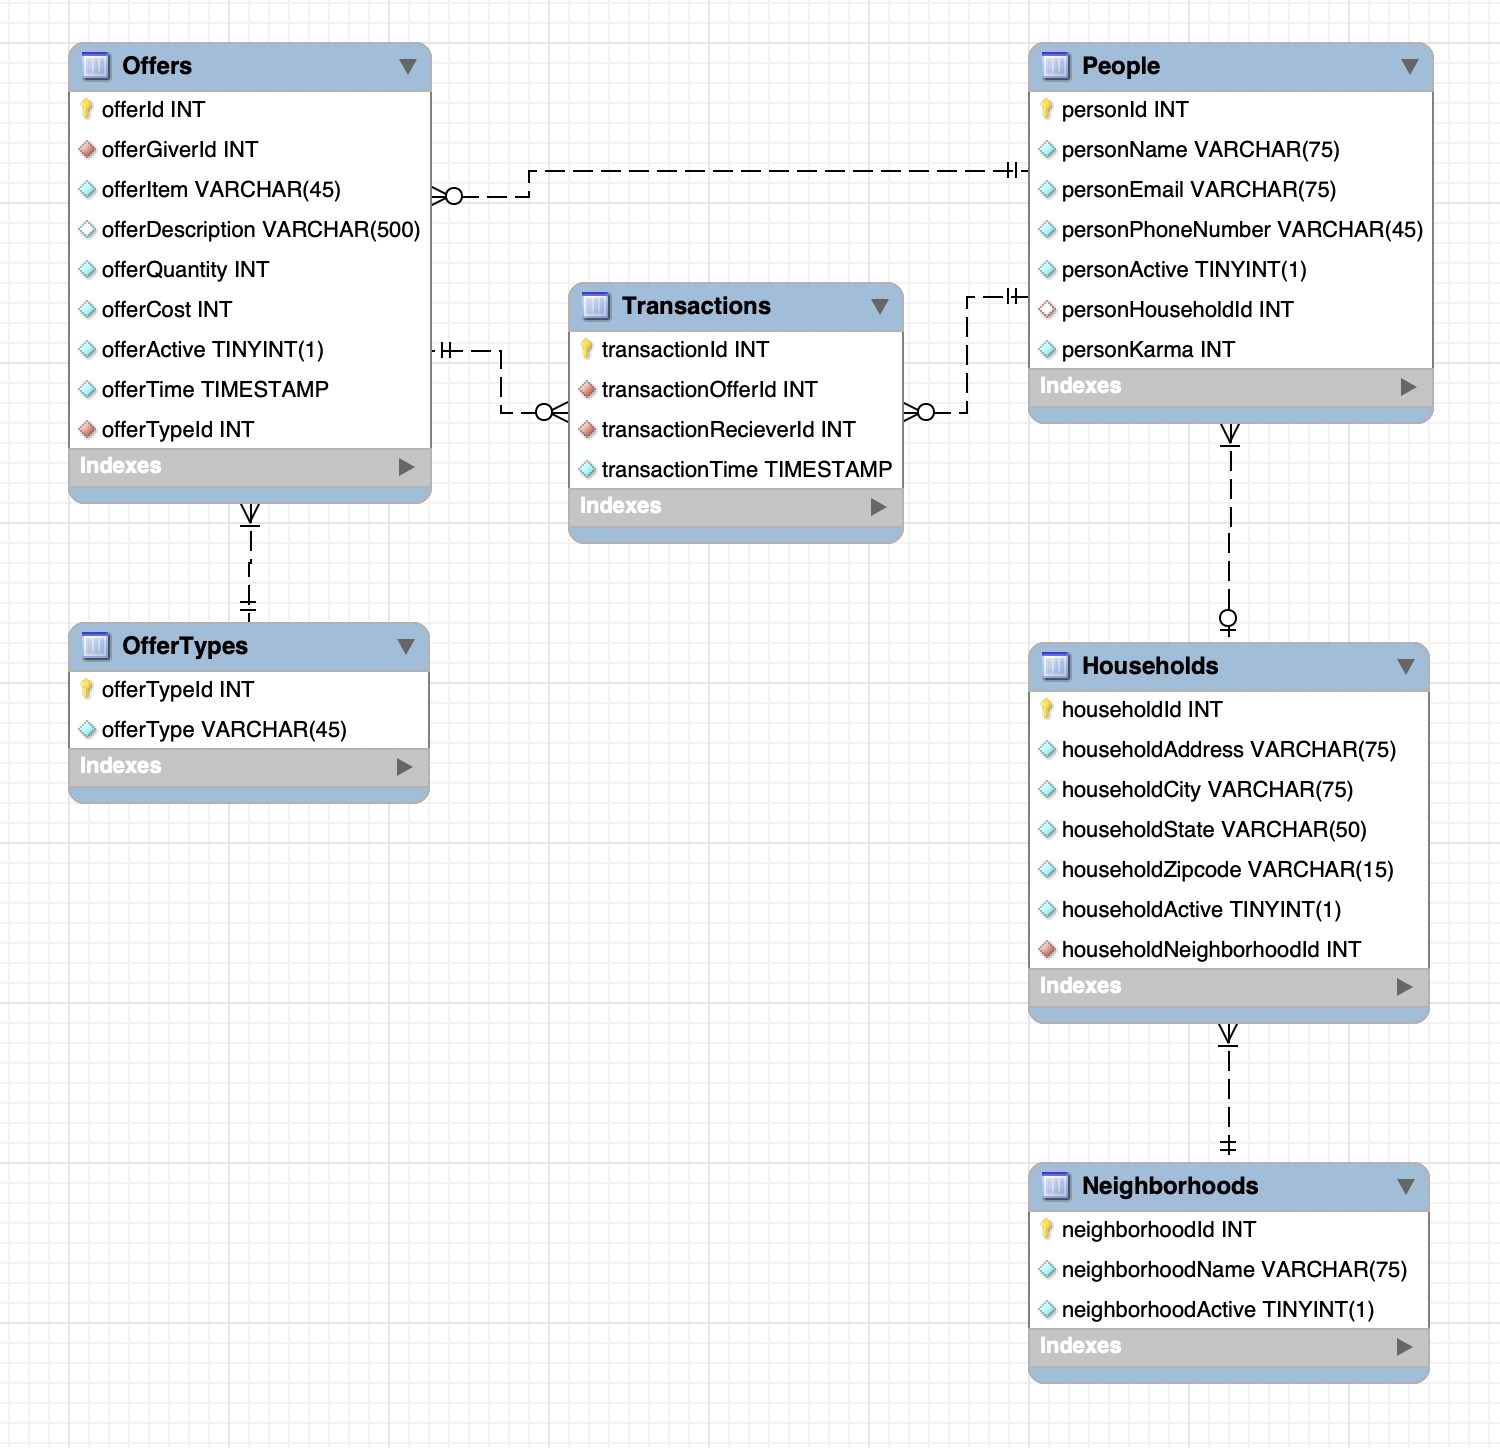 Offers
offerId INT
offerGiverId INT
offerItem VARCHAR(45)
offerDescription VARCHAR(500)
offerQuantity INT
offerCost INT
offerActive TINYINT(1)
offerTime TIMESTAMP
offerTypeId INT
Indexes
People
personId INT
personName VARCHAR(75)
personEmail VARCHAR(75)
personPhoneNumber VARCHAR(45)
personActive TINYINT(1)
personHouseholdId INT
personKarma INT
Indexes
Transactions
transactionId INT
transactionOfferId INT
transactionRecieverId INT
transactionTime TIMESTAMP
Indexes
OfferTypes
offerTypeId INT
offerType VARCHAR(45)
Indexes
Households
householdId INT
householdAddress VARCHAR(75)
householdCity VARCHAR(75)
householdState VARCHAR(50)
householdZipcode VARCHAR(15)
householdActive TINYINT(1)
householdNeighborhoodId INT
Indexes
Neighborhoods
neighborhoodId INT
neighborhoodName VARCHAR(75)
neighborhoodActive TINYINT(1)
Indexes